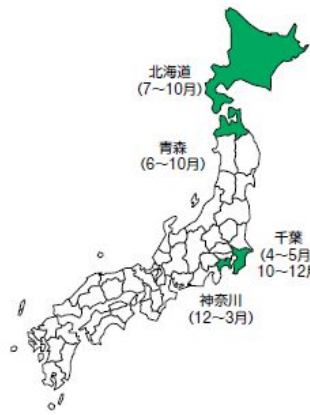 北海道
(7〜10月)
青森
(6〜10月)
千葉
(4〜5月
10〜12月
神奈川
(12〜3月)